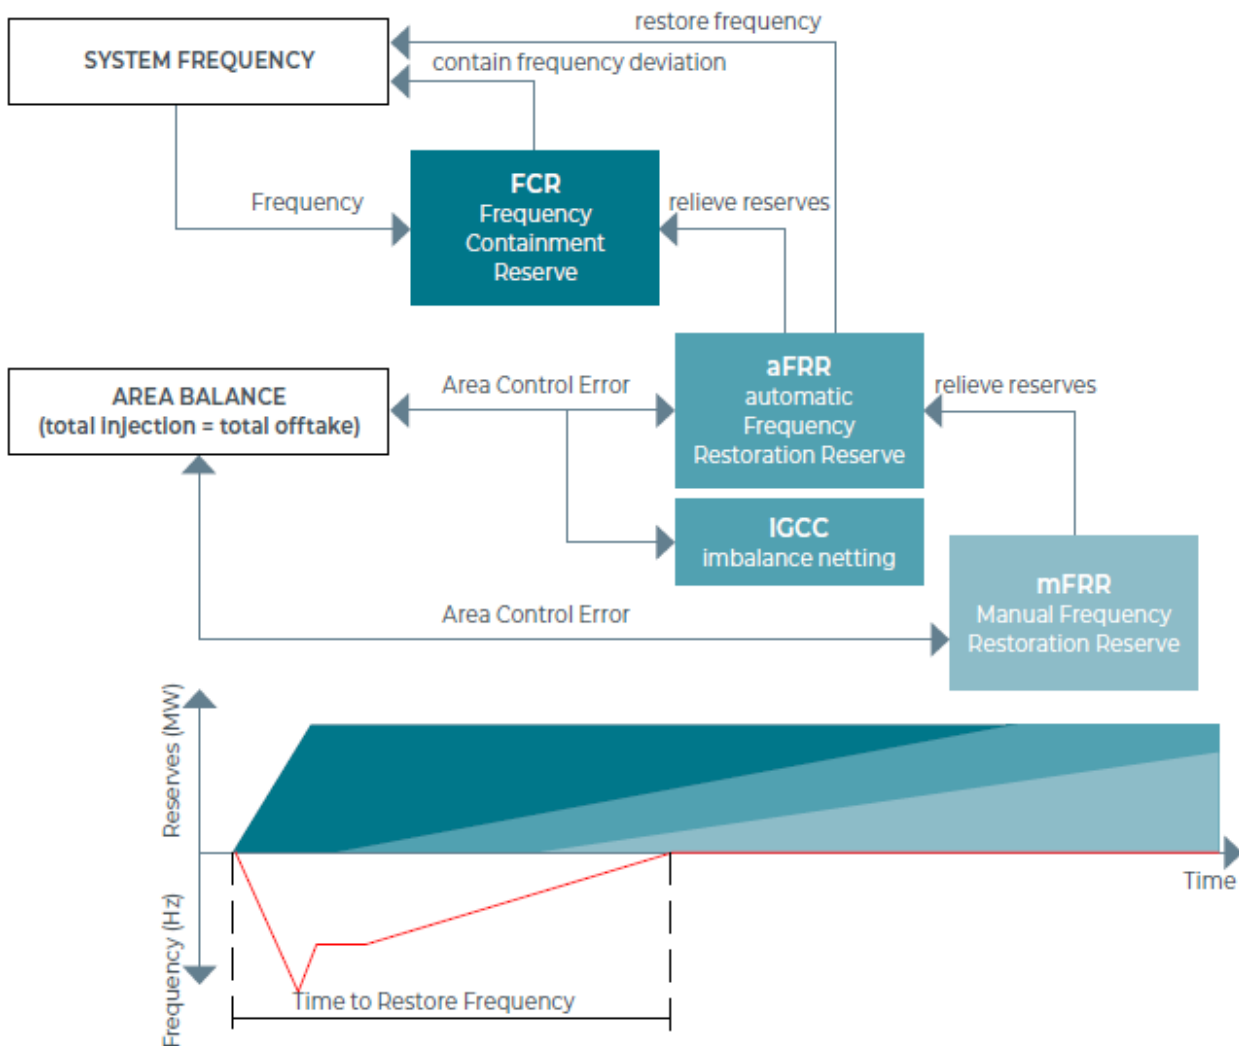 restore frequency
SYSTEM FREQUENCY
contain frequency deviation
FCR
Frequency
Containment
Reserve
Frequency
relieve reserves
aFRR
automatic
Frequency
Restoration Reserve
AREA BALANCE
(total injection = total offtake)
Area Control Error
relieve reserves
IGCC
imbalance netting
mFRR
Manual Frequency
Restoration Reserve
Area Control Error
Reserves (MW)
Time
Frequency (Hz)
Time to Restore Frequency